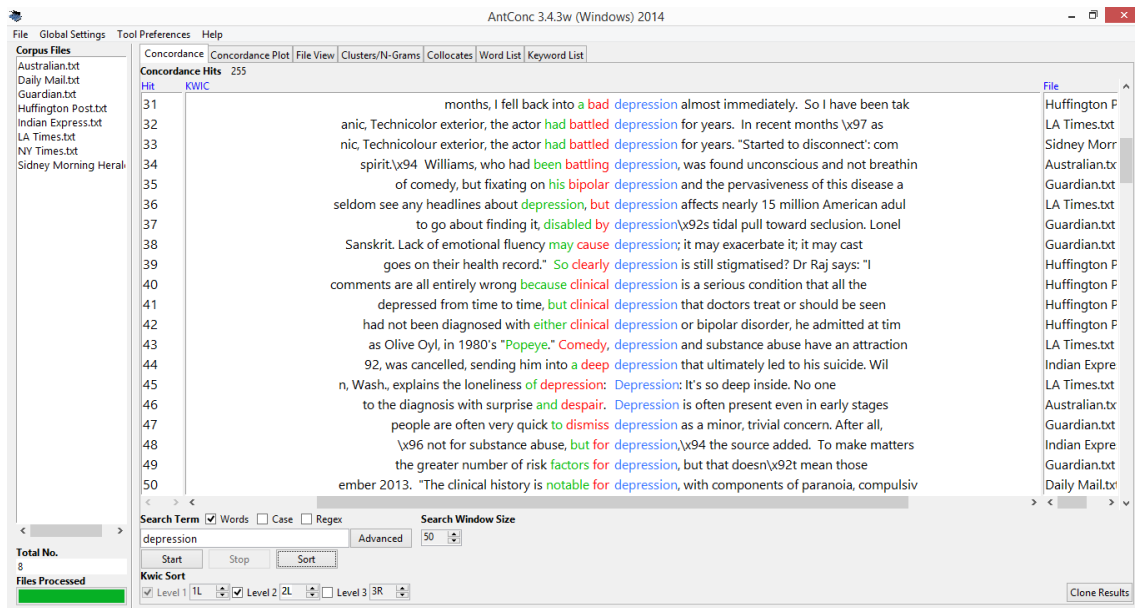 AntConc 3.4.3w (Windows) 2014
File Global Settings Tool Preferences Help
Corpus Files
Australian.txt
Daily Mail.txt
Guardian.txt
Huffington Post.txt
Indian Express.txt
LA Times.txt
NY Times.txt
Sidney Morning Heral
Concordance Concordance Plot File View Clusters/N-Grams Collocates Word List Keyword List
Concordance Hits 255
Hit KWIC File
31 months, I fell back into a bad depression almost immediately. So I have been tak Huffington P
32 anic, Technicolor exterior, the actor had battled depression for years. In recent months \x97 as LA Times.txt
33 nic, Technicolour exterior, the actor had battled depression for years. "Started to disconnect': com Sidney Morr
34 spirit.\x94 Williams, who had been battling depression, was found unconscious and not breathin Australian.tx
35 of comedy, but fixating on his bipolar depression and the pervasiveness of this disease a Guardian.txt
36 seldom see any headlines about depression, but depression affects nearly 15 million American adul LA Times.txt
37 to go about finding it, disabled by depression\x92s tidal pull toward seclusion. Lonel Guardian.txt
38 Sanskrit. Lack of emotional fluency may cause depression; it may exacerbate it; it may cast Guardian.txt
39 goes on their health record." So clearly depression is still stigmatised? Dr Raj says: "I Huffington P
40 comments are all entirely wrong because clinical depression is a serious condition that all the Huffington P
41 depressed from time to time, but clinical depression that doctors treat or should be seen Huffington P
42 had not been diagnosed with either clinical depression or bipolar disorder, he admitted at tim Huffington P
43 as Olive Oyl, in 1980's "Popeye." Comedy, depression and substance abuse have an attraction LA Times.txt
44 92, was cancelled, sending him into a deep depression that ultimately led to his suicide. Wil Indian Expre
45 n, Wash., explains the loneliness of depression: Depression: It's so deep inside. No one LA Times.txt
46 to the diagnosis with surprise and despair. Depression is often present even in early stages Australian.tx
47 people are often very quick to dismiss depression as a minor, trivial concern. After all, Guardian.txt
48 \x96 not for substance abuse, but for depression,\x94 the source added. To make matters Indian Expre
49 the greater number of risk factors for depression, but that doesn\x92t mean those Guardian.txt
50 ember 2013. "The clinical history is notable for depression, with components of paranoia, compulsiv Daily Mail.txt
Search Term Words Case Regex Search Window Size
depression Advanced 50
Start Stop Sort
Kwic Sort
Level 1 1L Level 2 2L Level 3 3R Clone Results
Total No.
8
Files Processed